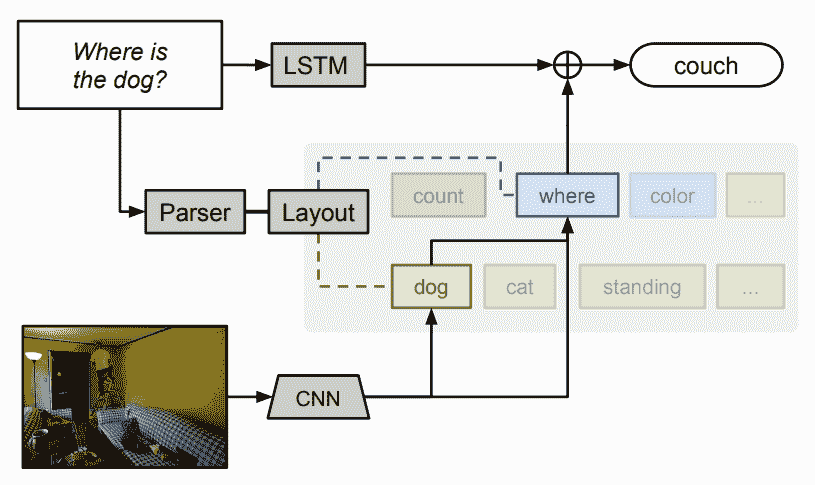 Where is
the dog?
LSTM
couch
Parser
Layout
count
where
color
...
dog
cat
standing
...
CNN